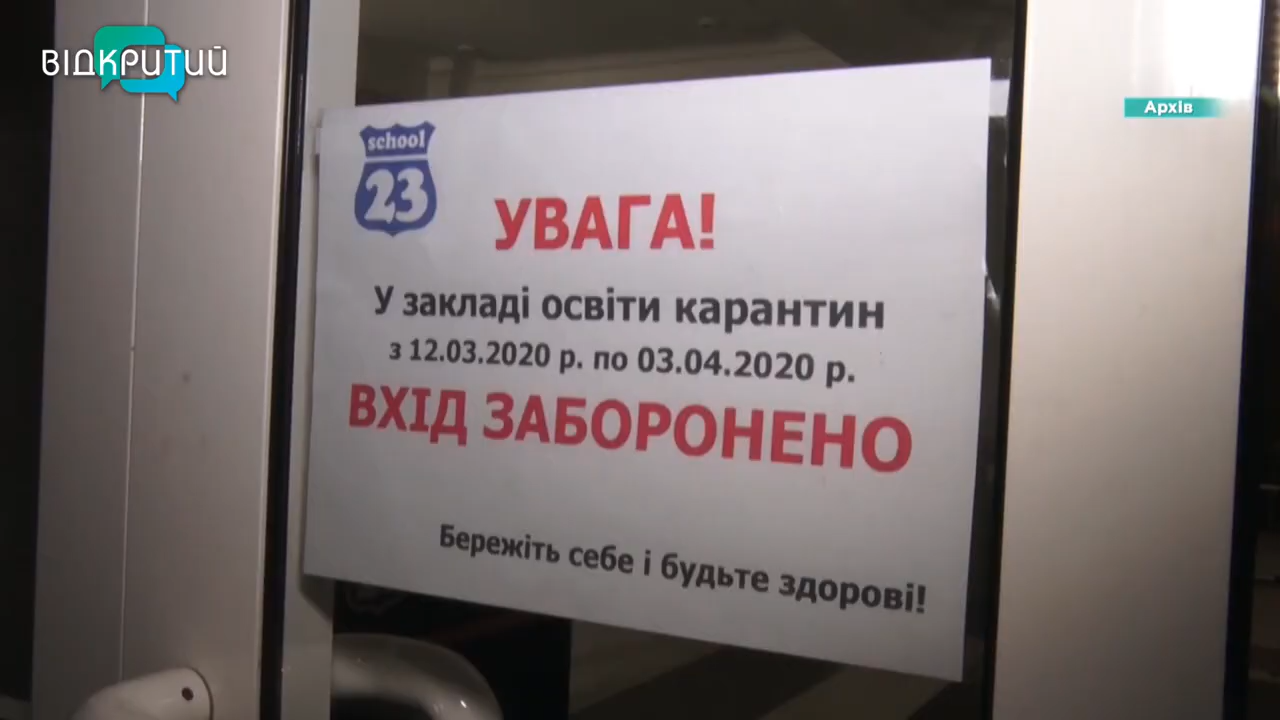 ВІДКРИТИЙ
Архів
school
23
УВАГА!
У закладі освіти карантин
з 12.03.2020 р. по 03.04.2020 р.
ВХІД ЗАБОРОНЕНО
Бережіть себе і будьте здорові!